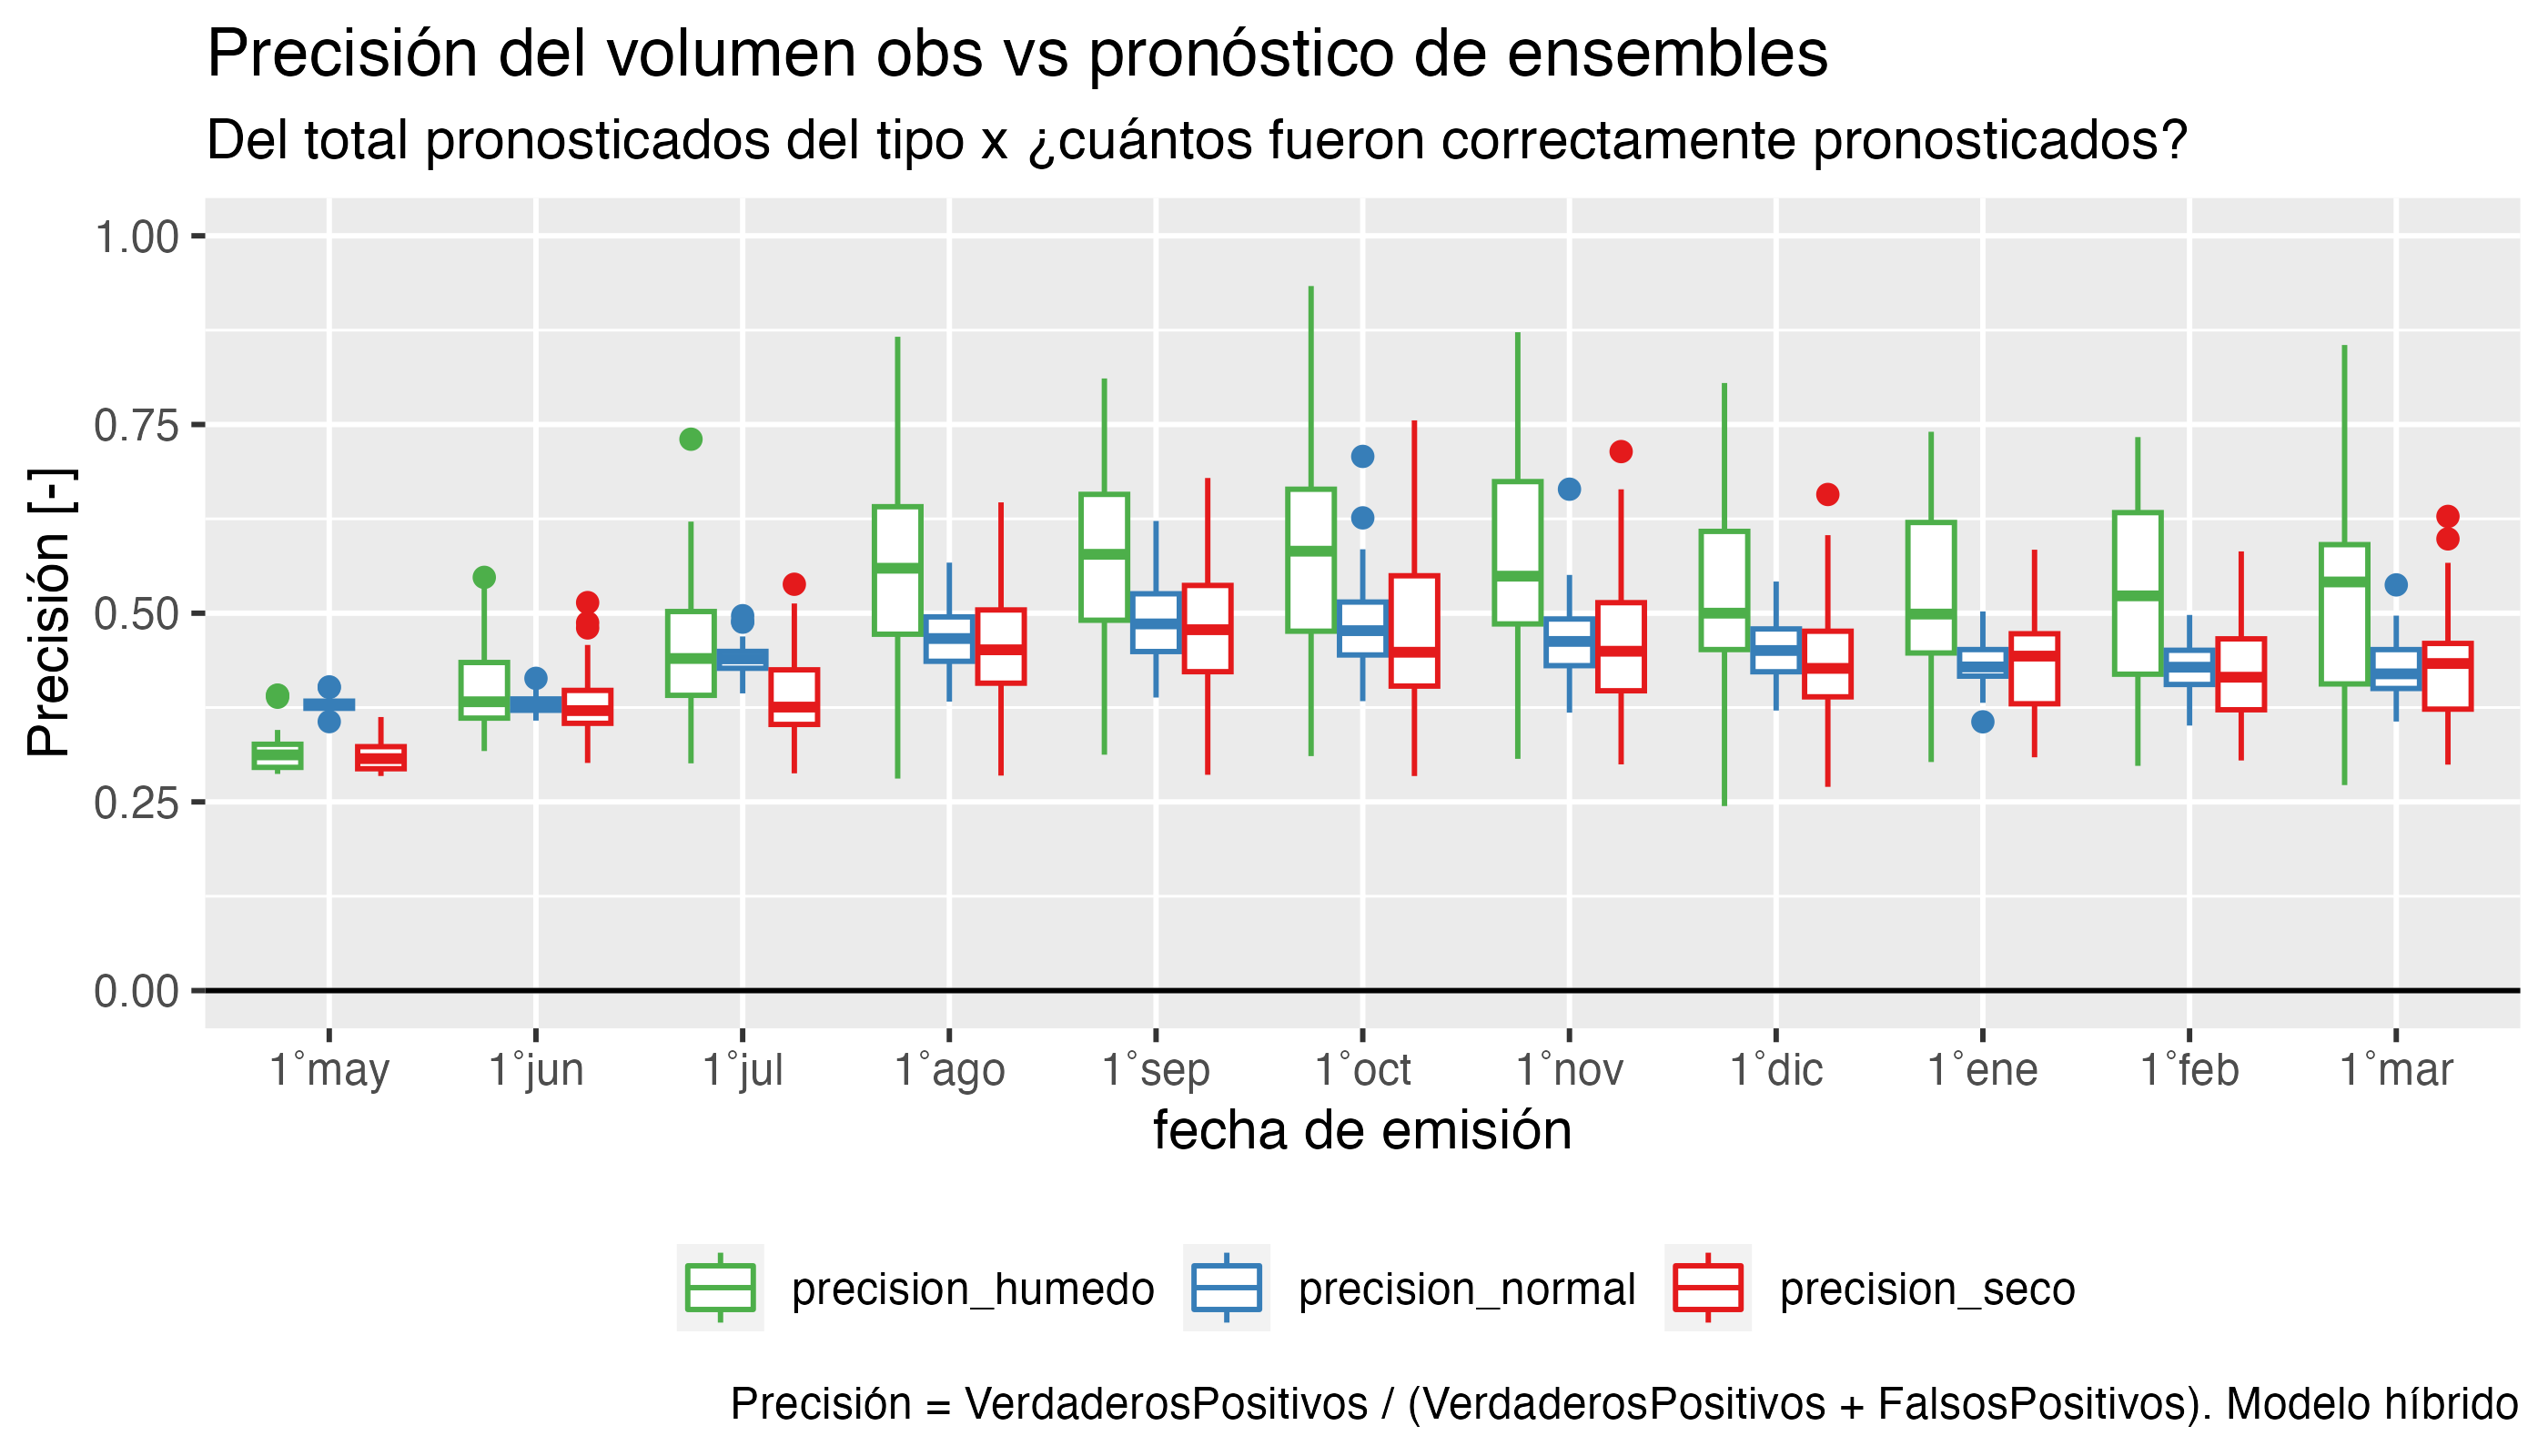 Precisión del volumen obs vs pronóstico de ensembles
Del total pronosticados del tipo x ¿cuántos fueron correctamente pronosticados?
Precisión [-]
1.00
0.75
0.50
0.25
0.00
1°may 1°jun 1°jul 1°ago 1°sep 1°oct 1°nov 1°dic 1°ene 1°feb 1°mar
fecha de emisión
precision_humedo precision_normal precision_seco
Precisión = VerdaderosPositivos / (VerdaderosPositivos + FalsosPositivos). Modelo híbrido